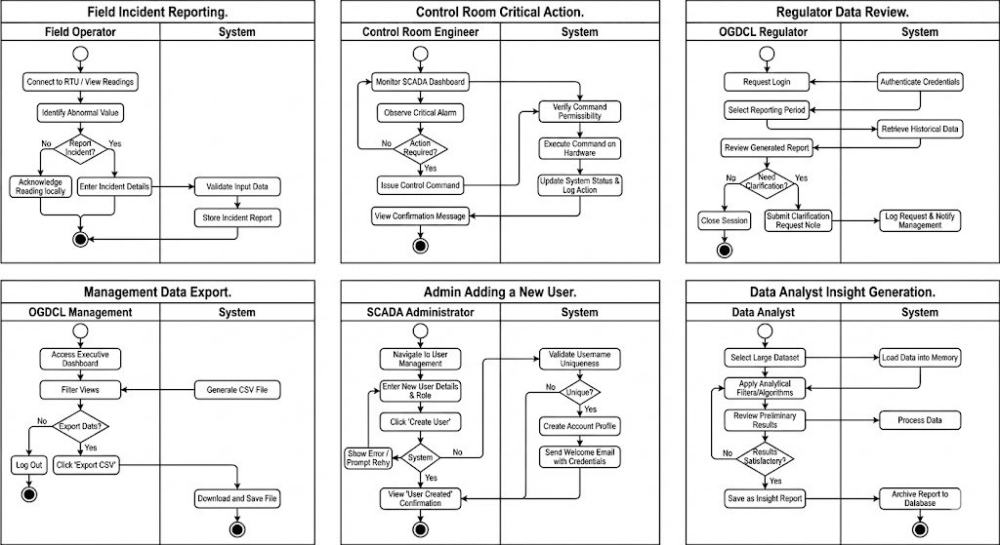 Field Incident Reporting.
Field Operator
System
Connect to RTU / View Readings
Identify Abnormal Value
Report
Incident?
No
Yes
Acknowledge
Reading locally
Enter Incident Details
Validate Input Data
Store Incident Report
Control Room Critical Action.
Control Room Engineer
System
Monitor SCADA Dashboard
Observe Critical Alarm
Action
Required?
No
Yes
Issue Control Command
Verify Command
Permissibility
Execute Command on
Hardware
Update System Status &
Log Action
View Confirmation Message
Regulator Data Review.
OGDCL Regulator
System
Request Login
Authenticate Credentials
Select Reporting Period
Retrieve Historical Data
Review Generated Report
Need
Clarification?
No
Yes
Close Session
Submit Clarification
Request Note
Log Request & Notify
Management
Management Data Export.
OGDCL Management
System
Access Executive
Dashboard
Filter Views
Generate CSV File
Export Dats?
No
Yes
Log Out
Click 'Export CSV'
Download and Save File
Admin Adding a New User.
SCADA Administrator
System
Navigate lo User
Management
Enter New User Details
& Role
Click 'Create User'
Show Error /
Prompt Rehy
System
No
Yes
View 'User Created'
Confirmation
Validate Username
Uniqueness
No
Unique?
Yes
Create Account Profile
Send Welcome Email
with Credentials
Data Analyst Insight Generation.
Data Analyst
System
Select Large Dataset
Load Data into Memory
Apply Analytical
Filtera/Algorithms
Review Preliminary
Results
Process Data
Results
Satisfactory?
No
Yes
Save as Insight Report
Archive Report to
Dalabase